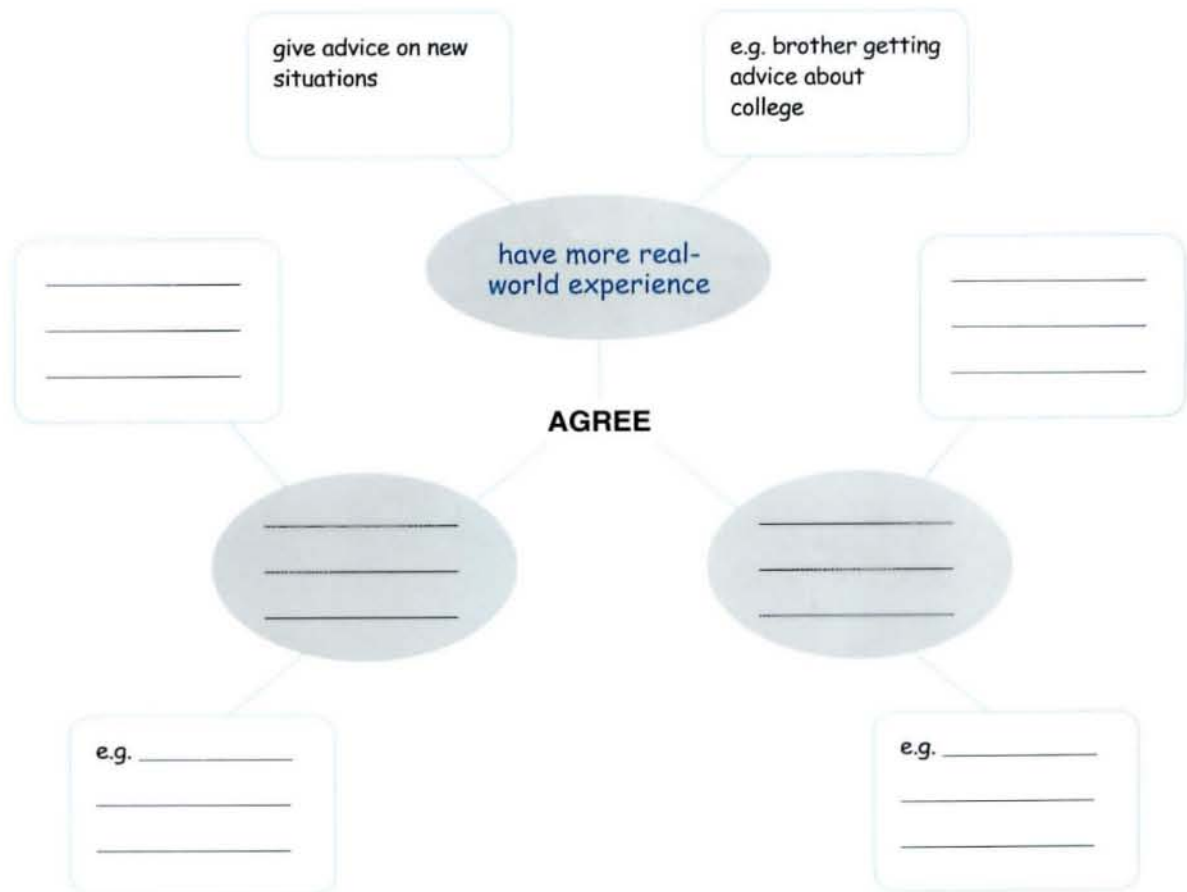 give advice on new
situations
e.g. brother getting
advice about
college
have more real-
world experience
AGREE
e.g.
e.g.